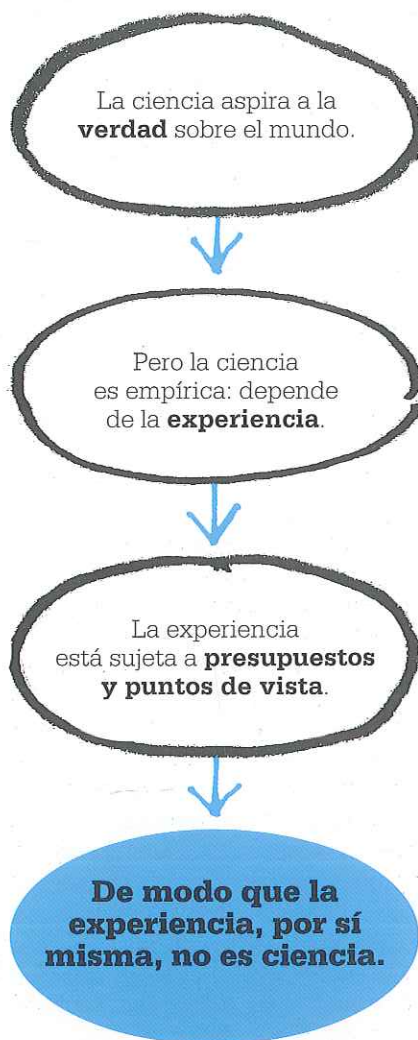 La ciencia aspira a la
verdad sobre el mundo.
Pero la ciencia
es empírica: depende
de la experiencia.
La experiencia
está sujeta a presupuestos
y puntos de vista.
De modo que la
experiencia, por sí
misma, no es ciencia.